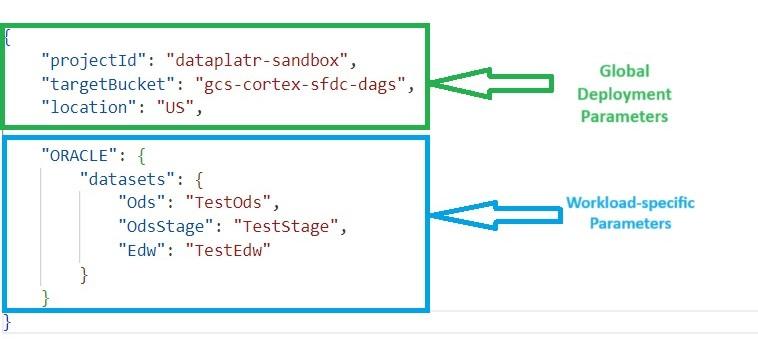 {
"projectId": "dataplatr-sandbox",
"targetBucket": "gcs-cortex-sfdc-dags",
"location": "US",
Global
Deployment
Parameters
"ORACLE": {
"datasets": {
"Ods": "TestOds",
"OdsStage": "TestStage",
"Edw": "TestEdw"
}
}
Workload-specific
Parameters
}